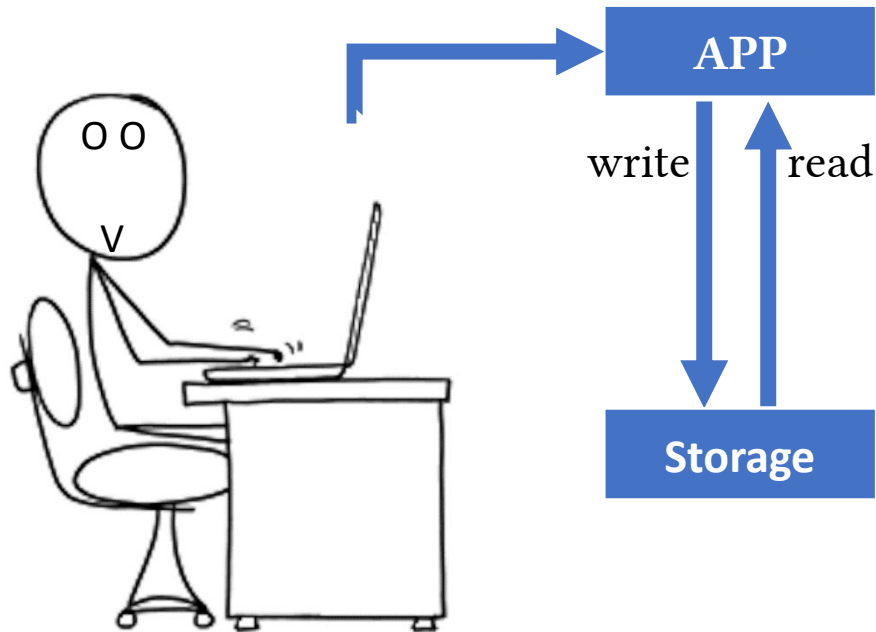 APP
O O
write
read
V
Storage